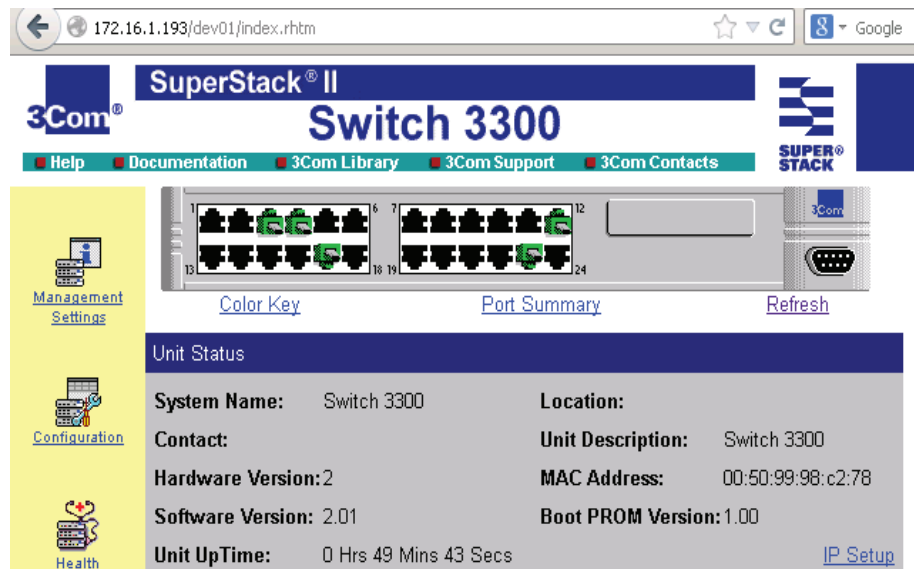 172.16.1.193/dev01/index.rhtm
8 Google
SuperStack® II
3Com®
Switch 3300
Help Documentation 3Com Library 3Com Support 3Com Contacts
SUPER®
STACK
1 6 7 12
3Com
13 18 19 24
Color Key Port Summary Refresh
Management
Settings
Unit Status
System Name: Switch 3300 Location:
Configuration
Contact: Unit Description: Switch 3300
Hardware Version: 2 MAC Address: 00:50:99:98:c2:78
Software Version: 2.01 Boot PROM Version: 1.00
Health
Unit UpTime: 0 Hrs 49 Mins 43 Secs IP Setup